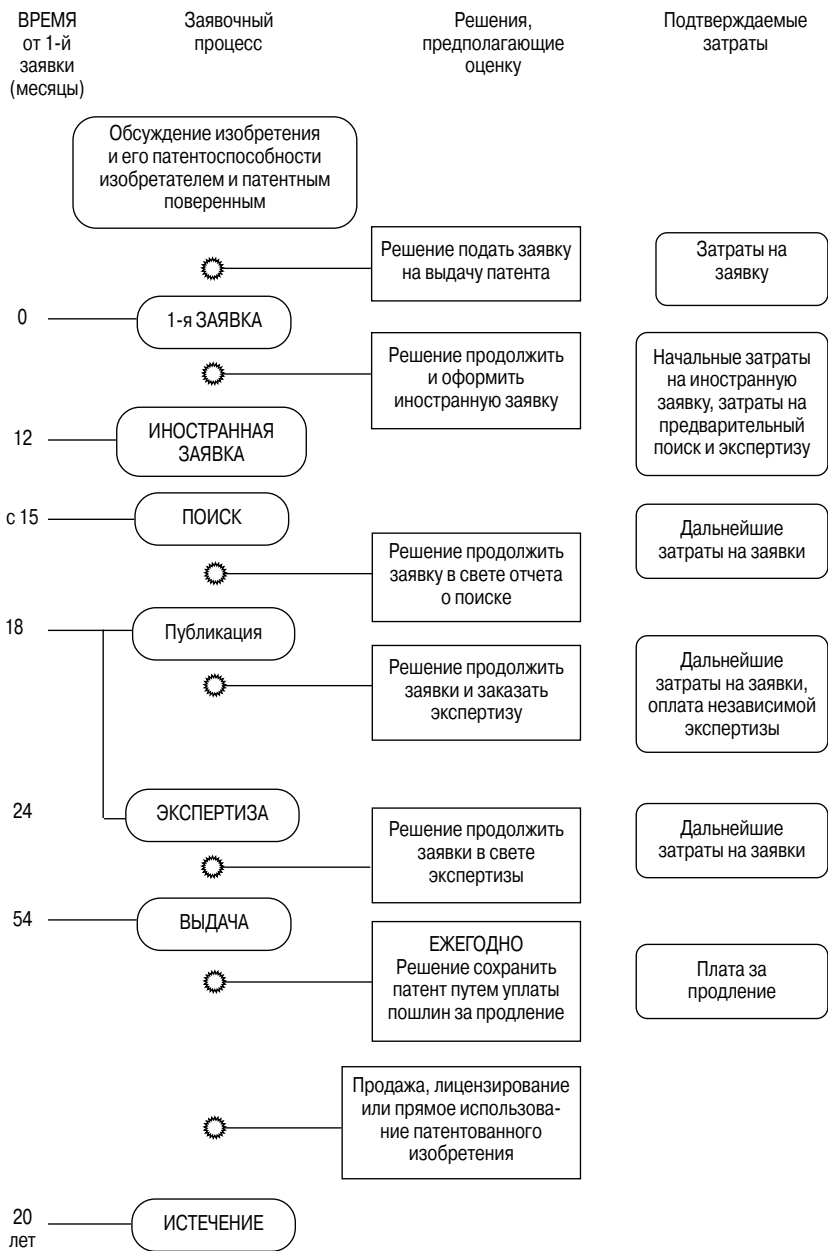 ВРЕМЯ
от 1-й
заявки
(месяцы)
Заявочный
процесс
Решения,
предполагающие
оценку
Подтверждаемые
затраты
Обсуждение изобретения
и его патентоспособности
изобретателем и патентным
поверенным
Решение подать заявку
на выдачу патента
Затраты на
заявку
0
1-я ЗАЯВКА
Решение продолжить
и оформить
иностранную заявку
Начальные затраты
на иностранную
заявку, затраты на
предварительный
поиск и экспертизу
12
ИНОСТРАННАЯ
ЗАЯВКА
с 15
ПОИСК
Решение продолжить
заявку в свете отчета
о поиске
Дальнейшие
затраты на заявки
18
Публикация
Решение продолжить
заявки и заказать
экспертизу
Дальнейшие
затраты на заявки,
оплата независимой
экспертизы
24
ЭКСПЕРТИЗА
Решение продолжить
заявки в свете
экспертизы
Дальнейшие
затраты на заявки
54
ВЫДАЧА
ЕЖЕГОДНО
Решение сохранить
патент путем уплаты
пошлин за продление
Плата за
продление
Продажа, лицензирование
или прямое использова-
ние патентованного
изобретения
20
лет
ИСТЕЧЕНИЕ